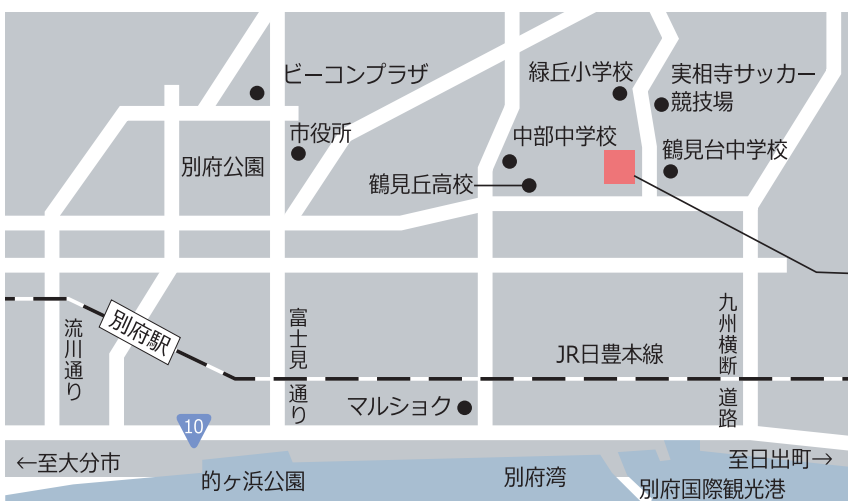 ビーコンプラザ
緑丘小学校
実相寺サッカー
競技場
市役所
中部中学校
別府公園
鶴見台中学校
鶴見丘高校
九州横断道路
流川通り
別府駅
富士見通り
JR日豊本線
マルショク
10
←至大分市
的ヶ浜公園
別府湾
至日出町→
別府国際観光港